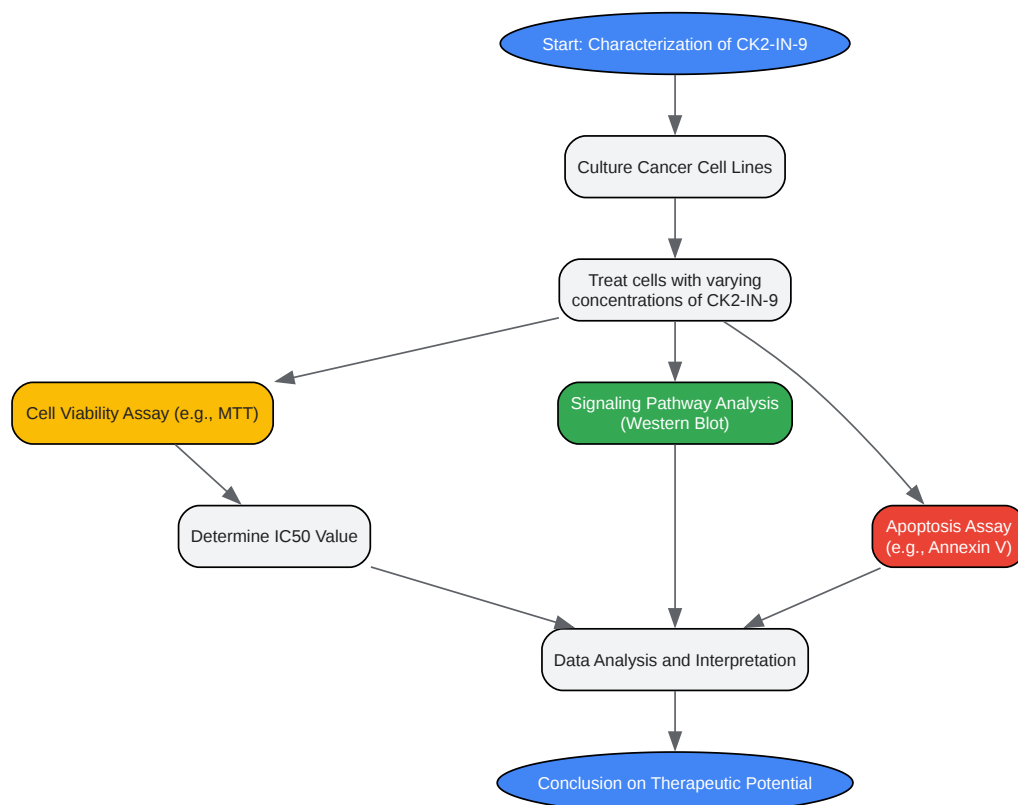 Start: Characterization of CK2-IN-9
Culture Cancer Cell Lines
Treat cells with varying
concentrations of CK2-IN-9
Cell Viability Assay (e.g., MTT)
Signaling Pathway Analysis
(Western Blot)
Determine IC50 Value
Apoptosis Assay
(e.g., Annexin V)
Data Analysis and Interpretation
Conclusion on Therapeutic Potential